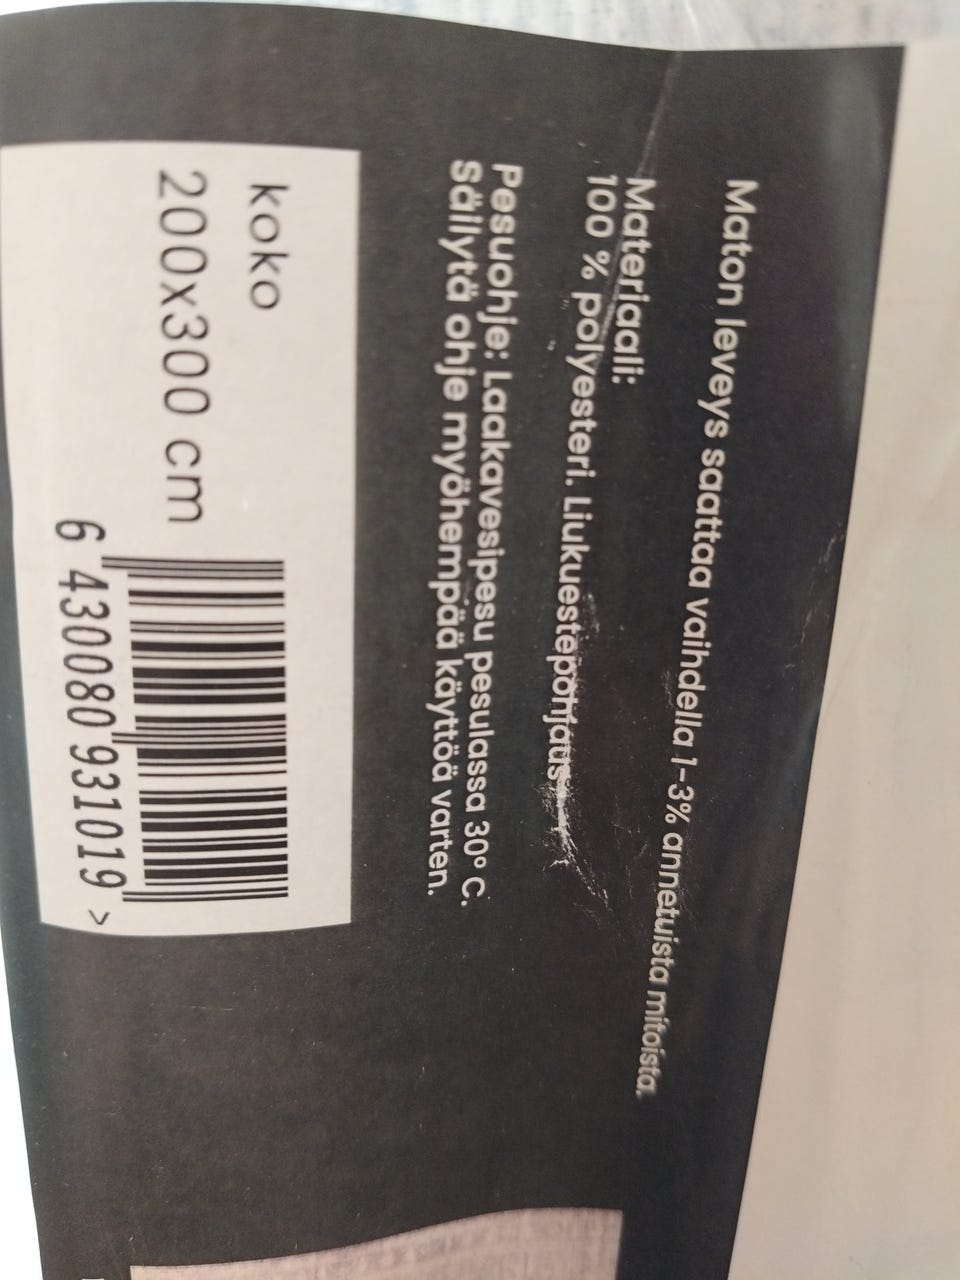 Maton leveys saattaa vaihdella 1-3% annetuista mitoista.
Materiaali:
100 % polyesteri. Liukuestepohjaus
Pesuohje: Laakavesipesu pesulassa 30° C.
Säilytä ohje myöhempää käyttöä varten.
koko
200x300 cm
6 430080 931019 >